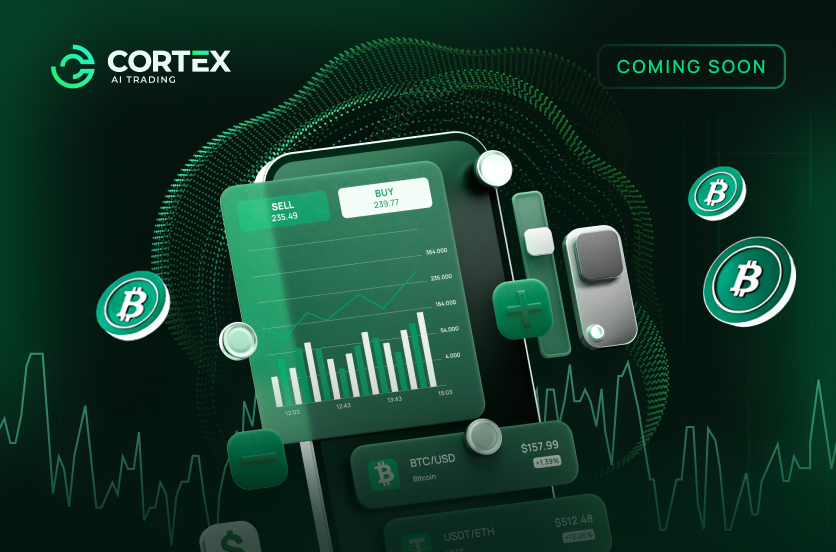 CORTEX
AI TRADING
COMING SOON
SELL
235.49
BUY
239.77
364.000
235.000
164.000
54.000
4.000
12:03
12:43
13:43
15:03
BTC/USD
Bitcoin
$157.99
+1.39%
USDT/ETH
$512.48